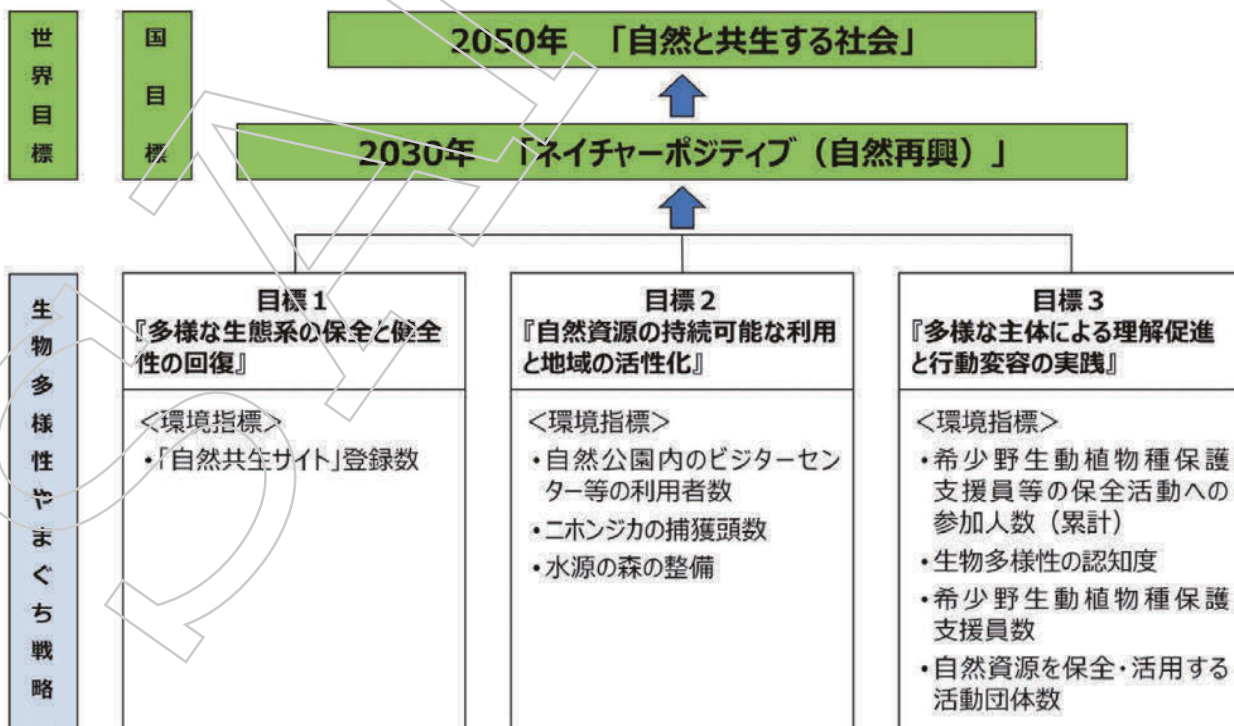 世界目標
国目標
2050年 「自然と共生する社会」
2030年 「ネイチャーポジティブ（自然再興）」
生物多様性やまぐち戦略
目標１
『多様な生態系の保全と健全
性の回復』
＜環境指標＞
・「自然共生サイト」登録数
目標２
『自然資源の持続可能な利用
と地域の活性化』
＜環境指標＞
・自然公園内のビジターセン
ター等の利用者数
・ニホンジカの捕獲頭数
・水源の森の整備
目標３
『多様な主体による理解促進
と行動変容の実践』
＜環境指標＞
・希少野生動植物種保護
支援員等の保全活動への
参加人数（累計）
・生物多様性の認知度
・希少野生動植物種保護
支援員数
・自然資源を保全・活用する
活動団体数